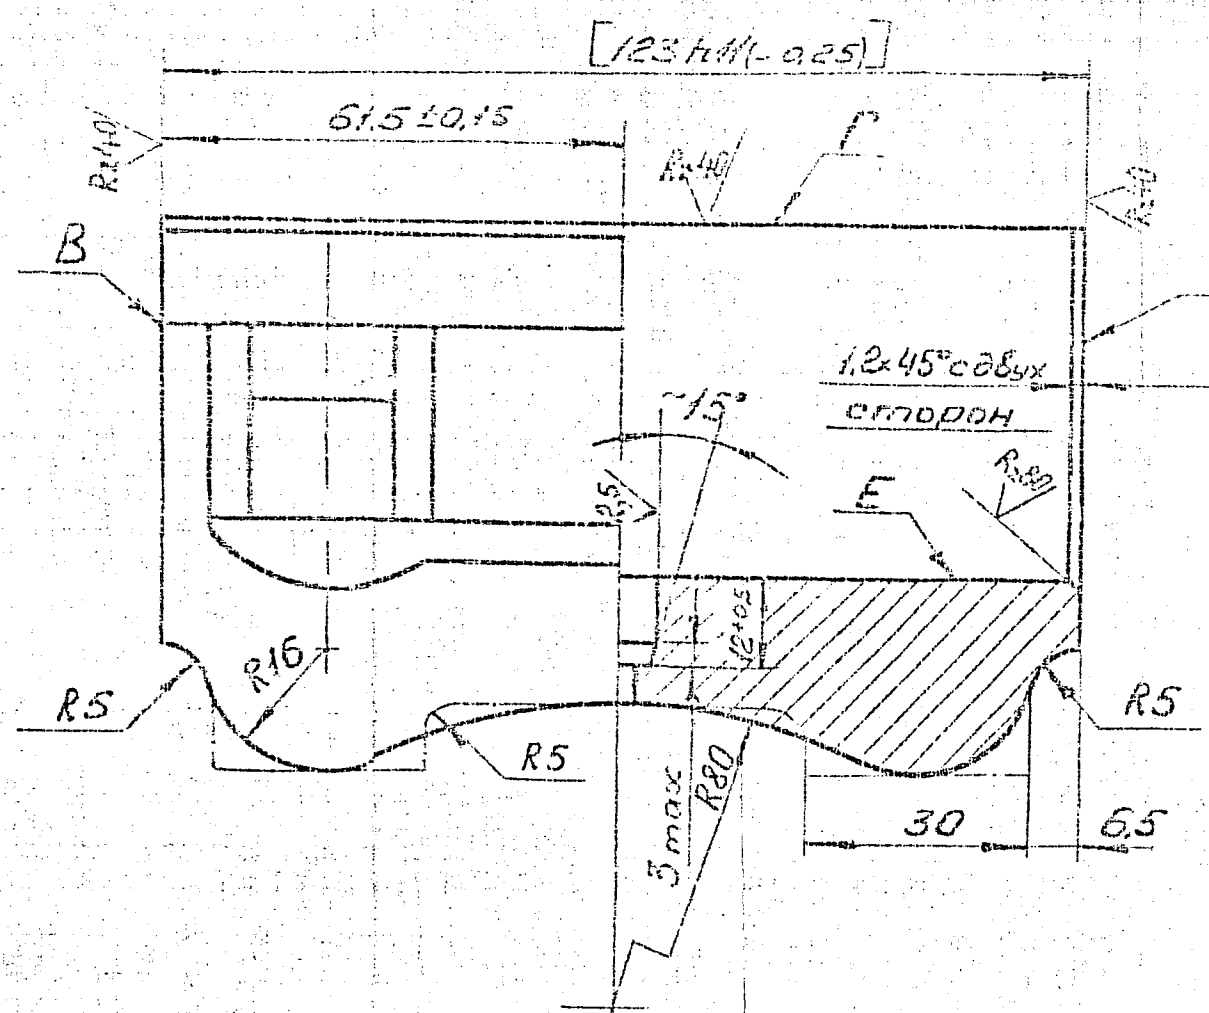 [123 h11(-0.25)]
61.5±0,15
Rz40
Rz40
Г
Rz40
В
1,2×45° с двух
сторон
~15°
2,5
Rz80
Е
12+0,5
R16
R5
R5
R5
3 max
R80
30
6.5